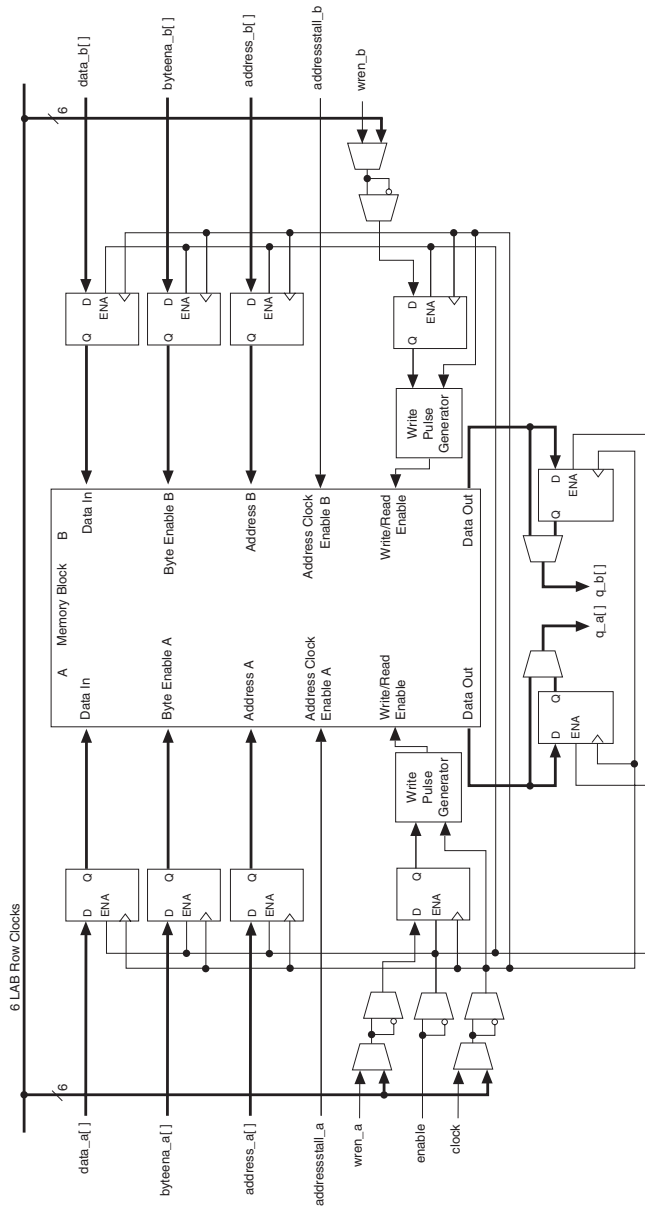 6 LAB Row Clocks
6
data_a[ ]
byteena_a[ ]
address_a[ ]
addressstall_a
wren_a
enable
clock
D
Q
ENA
D
Q
ENA
D
Q
ENA
D
Q
ENA
Write
Pulse
Generator
A
Memory Block
B
Data In
Byte Enable A
Address A
Address Clock
Enable A
Write/Read
Enable
Data Out
Data In
Byte Enable B
Address B
Address Clock
Enable B
Write/Read
Enable
Data Out
Write
Pulse
Generator
Q
D
ENA
Q
D
ENA
Q
D
ENA
Q
D
ENA
6
data_b[ ]
byteena_b[ ]
address_b[ ]
addressstall_b
wren_b
D
Q
ENA
q_a[ ]
q_b[ ]
Q
D
ENA